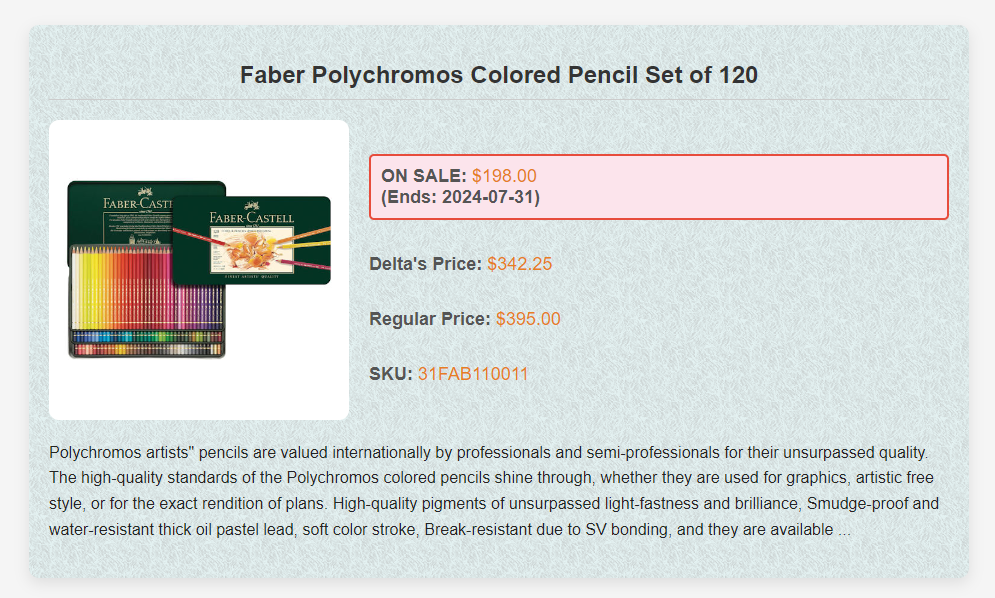 Faber Polychromos Colored Pencil Set of 120
FABER-CASTELL
FABER-CASTELL
ON SALE: $198.00
(Ends: 2024-07-31)
Delta's Price: $342.25
Regular Price: $395.00
SKU: 31FAB110011
Polychromos artists" pencils are valued internationally by professionals and semi-professionals for their unsurpassed quality.
The high-quality standards of the Polychromos colored pencils shine through, whether they are used for graphics, artistic free
style, or for the exact rendition of plans. High-quality pigments of unsurpassed light-fastness and brilliance, Smudge-proof and
water-resistant thick oil pastel lead, soft color stroke, Break-resistant due to SV bonding, and they are available ...